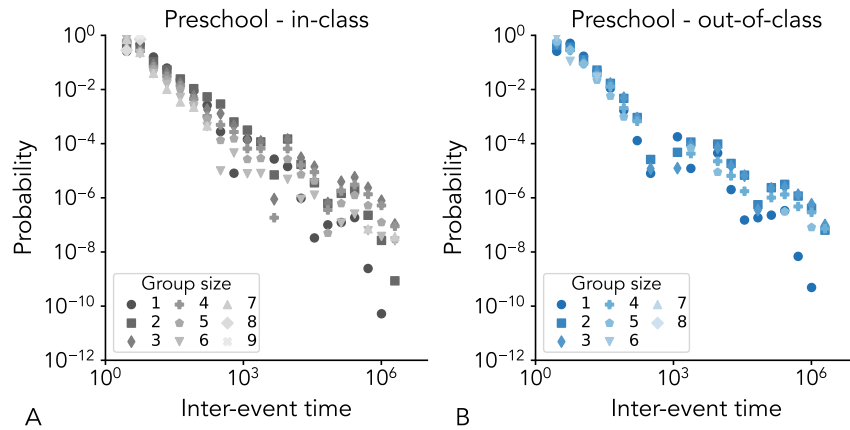 Preschool - in-class
Probability
10^0
10^-2
10^-4
10^-6
10^-8
10^-10
10^-12
Group size
1 4 7
2 5 8
3 6 9
10^0 10^3 10^6
Inter-event time
A
Preschool - out-of-class
Probability
10^0
10^-2
10^-4
10^-6
10^-8
10^-10
10^-12
Group size
1 4 7
2 5 8
3 6
10^0 10^3 10^6
Inter-event time
B